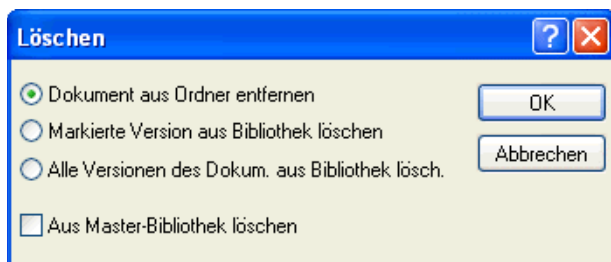 Löschen
?
Dokument aus Ordner entfernen
OK
Markierte Version aus Bibliothek löschen
Abbrechen
Alle Versionen des Dokum. aus Bibliothek lösch.
Aus Master-Bibliothek löschen